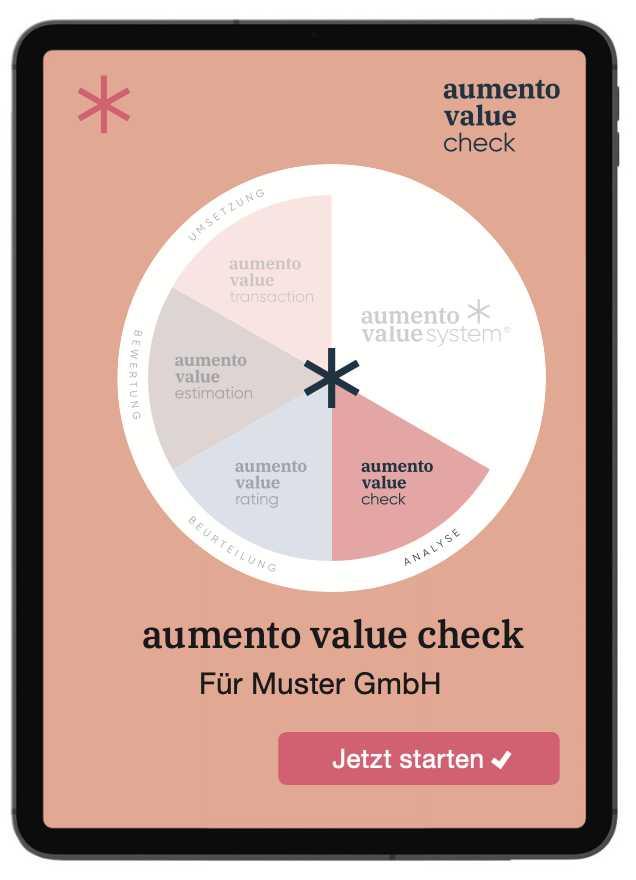 aumento
value
check
UMSETZUNG
aumento
value
transaction
aumento
value system®
BEWERTUNG
aumento
value
estimation
aumento
value
rating
aumento
value
check
BEURTEILUNG
ANALYSE
aumento value check
Für Muster GmbH
Jetzt starten ✔